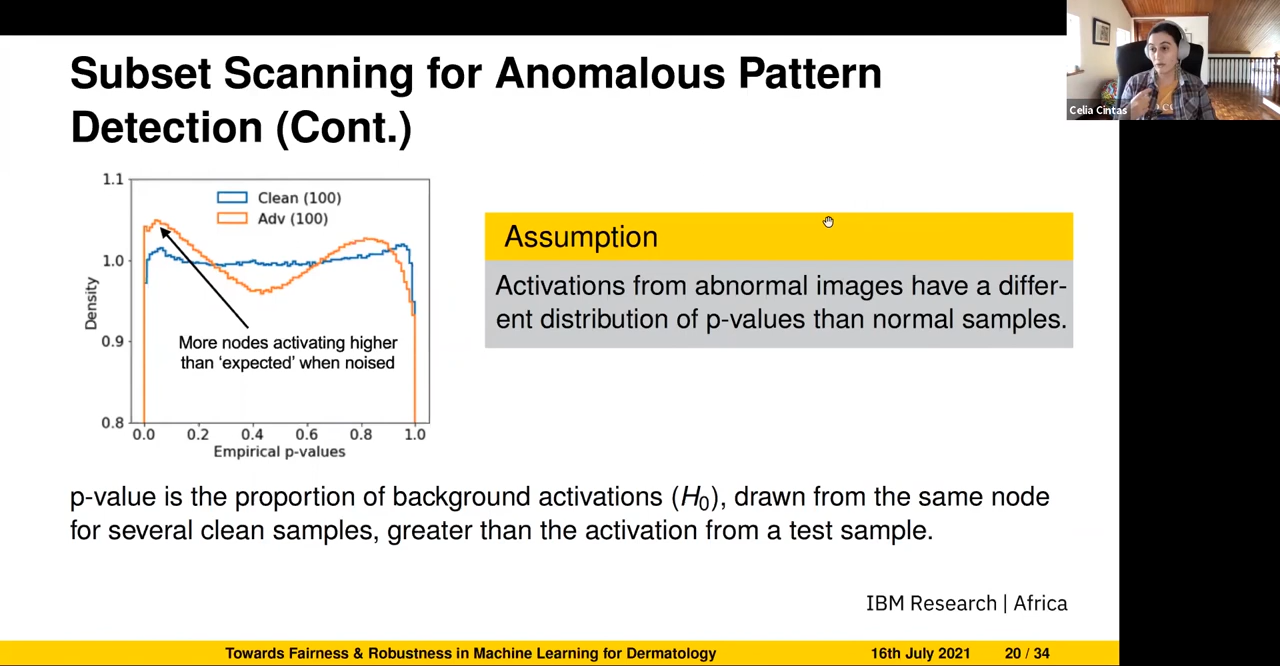 Subset Scanning for Anomalous Pattern
Detection (Cont.)
Celia Cintas
1.1
Clean (100)
Adv (100)
1.0
Density
More nodes activating higher
than ‘expected’ when noised
0.9
0.8
0.0 0.2 0.4 0.6 0.8 1.0
Empirical p-values
Assumption
Activations from abnormal images have a differ-
ent distribution of p-values than normal samples.
p-value is the proportion of background activations (H0), drawn from the same node
for several clean samples, greater than the activation from a test sample.
IBM Research | Africa
Towards Fairness & Robustness in Machine Learning for Dermatology 16th July 2021 20 / 34